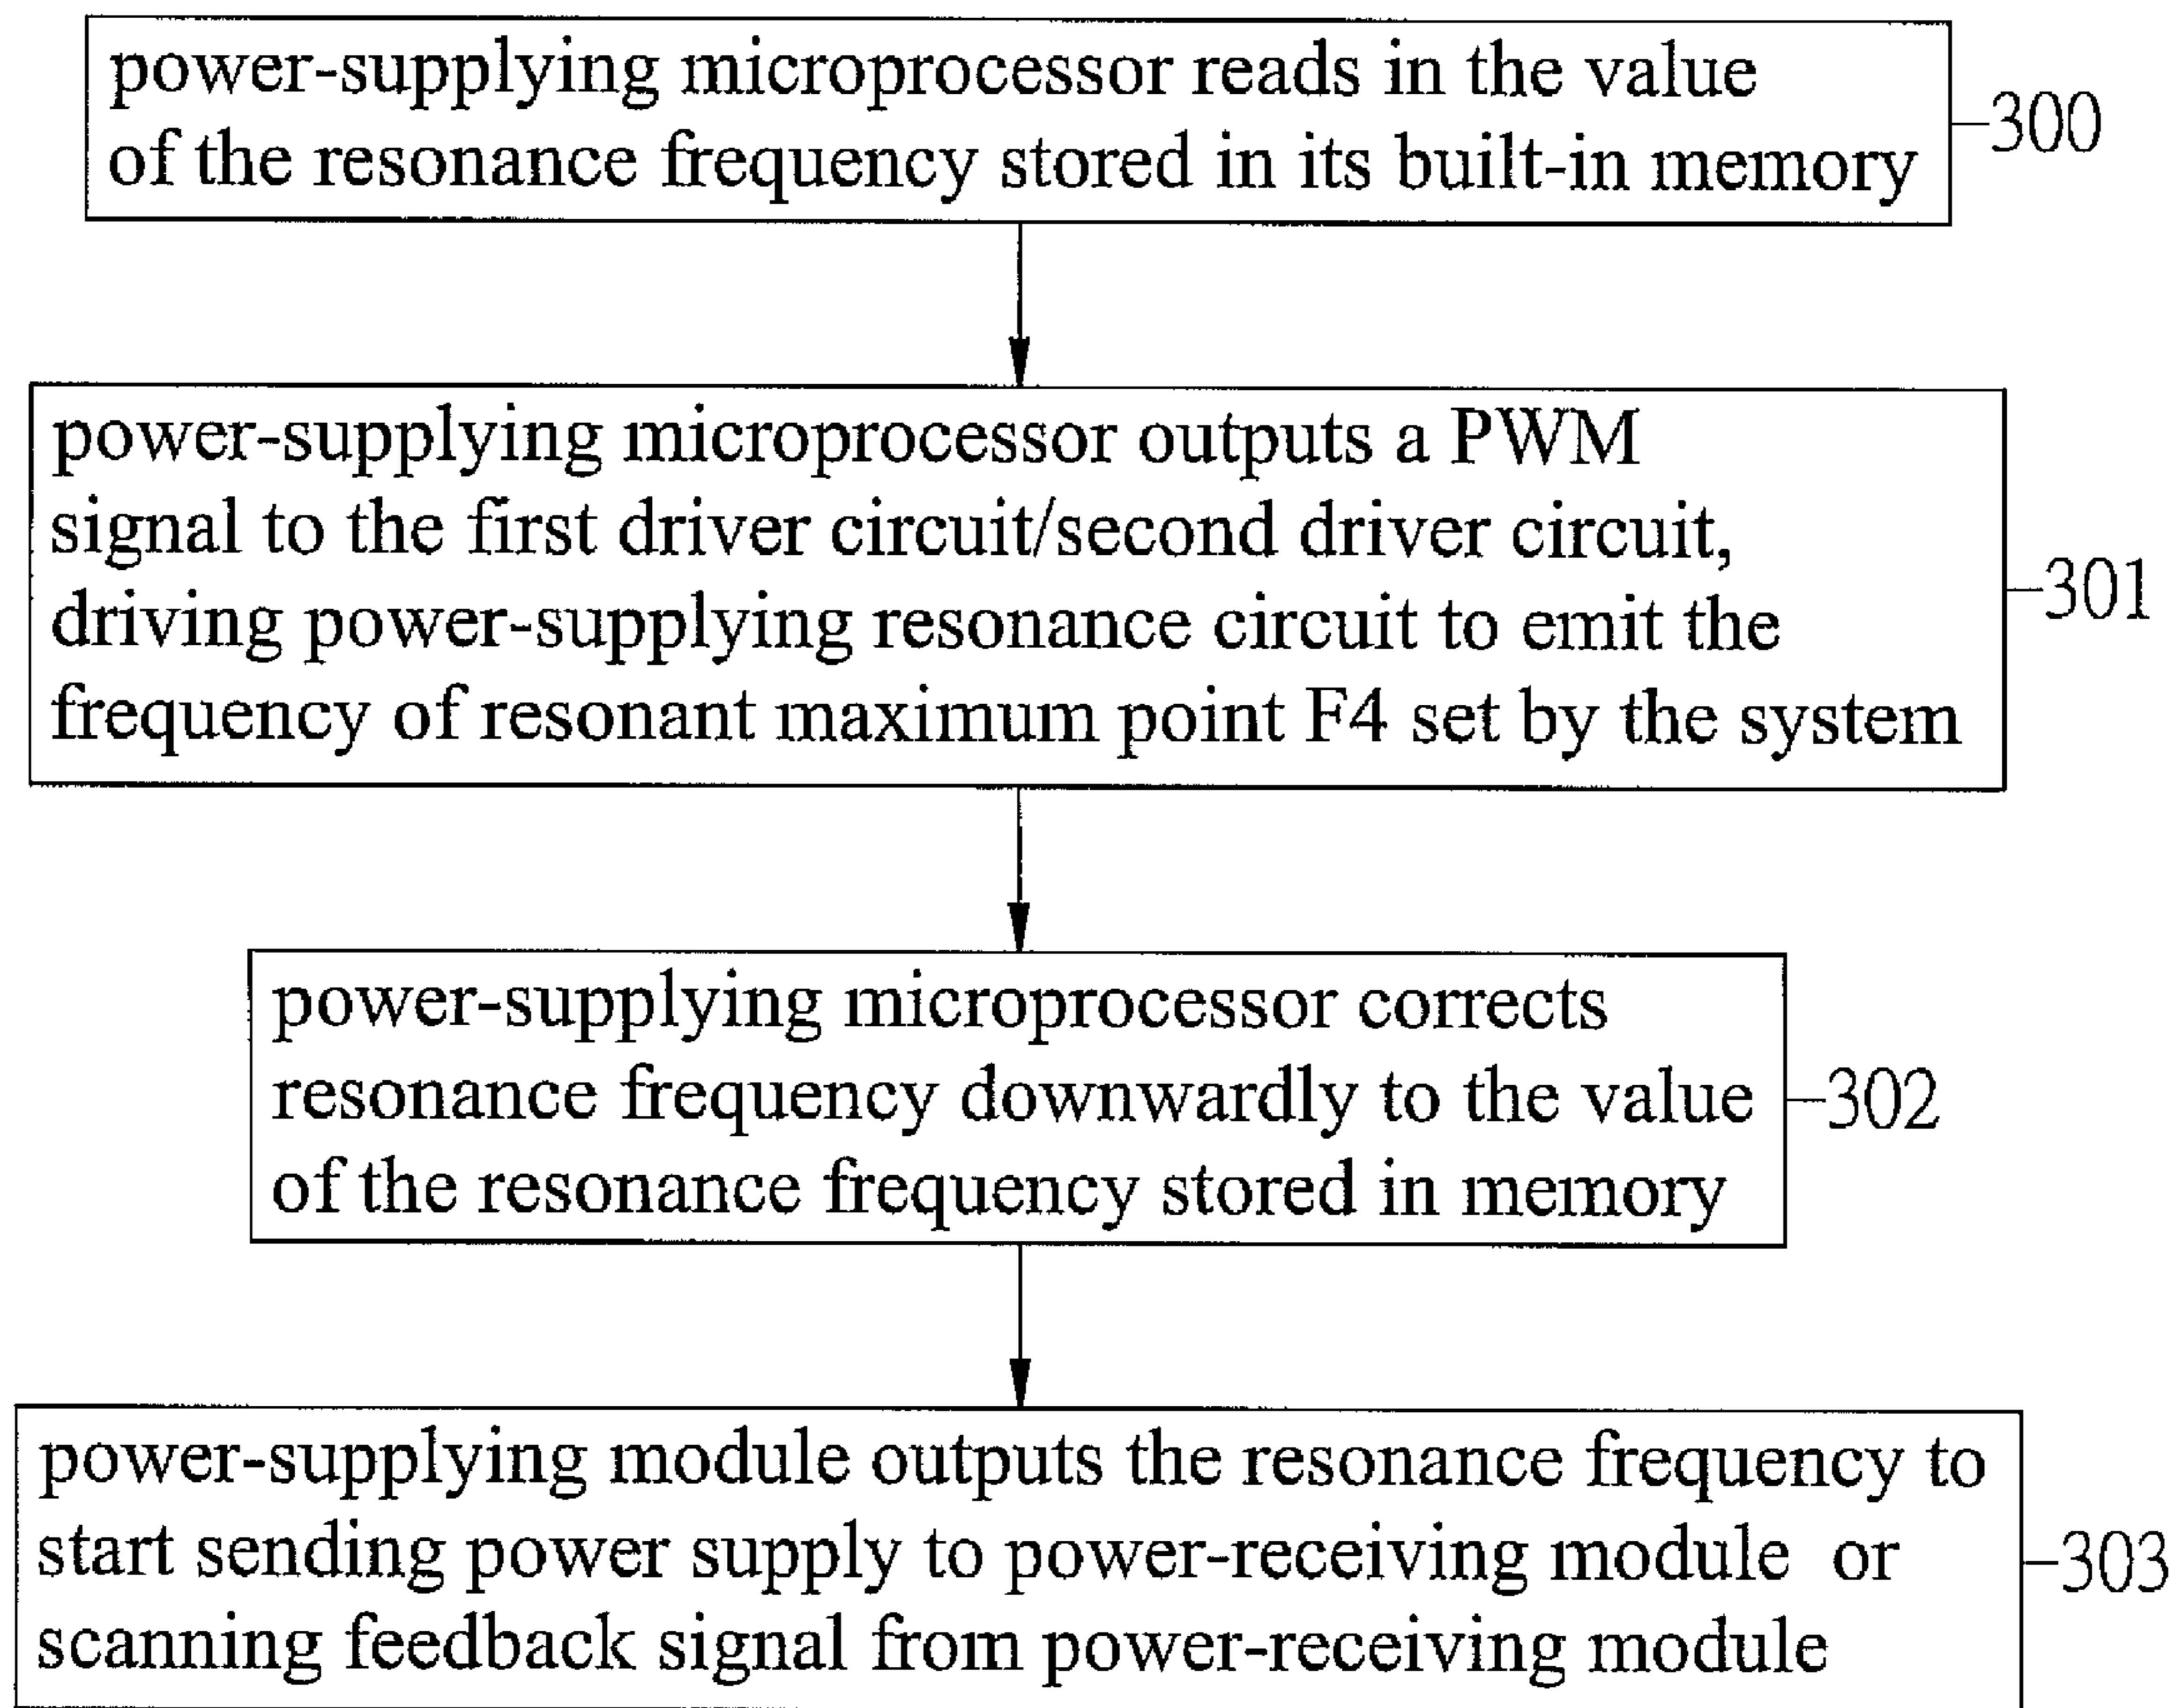 power-supplying microprocessor reads in the value
of the resonance frequency stored in its built-in memory
300
power-supplying microprocessor outputs a PWM
signal to the first driver circuit/second driver circuit,
driving power-supplying resonance circuit to emit the
frequency of resonant maximum point F4 set by the system
301
power-supplying microprocessor corrects
resonance frequency downwardly to the value
of the resonance frequency stored in memory
302
power-supplying module outputs the resonance frequency to
start sending power supply to power-receiving module or
scanning feedback signal from power-receiving module
303